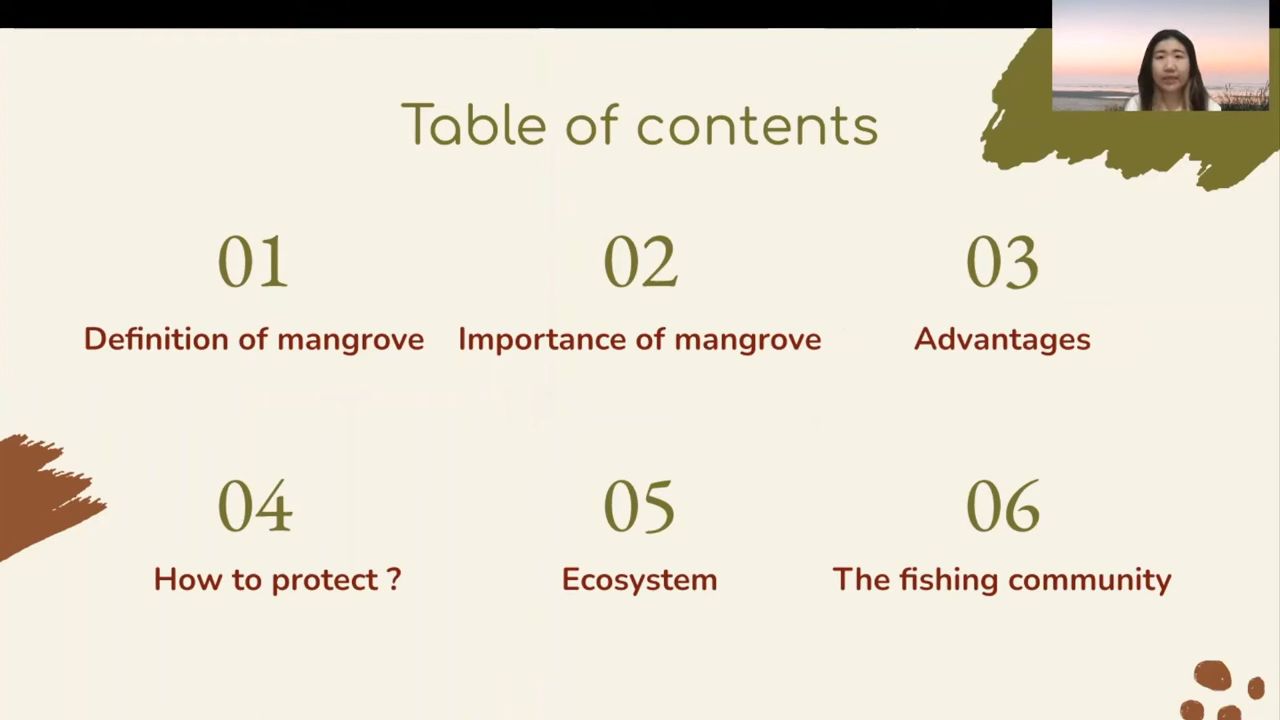 Table of contents
01
Definition of mangrove
02
Importance of mangrove
03
Advantages
04
How to protect ?
05
Ecosystem
06
The fishing community